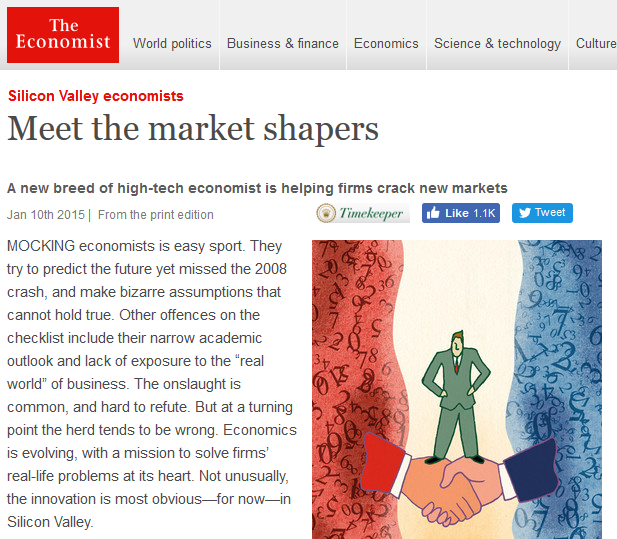 The
Economist
World politics
Business & finance
Economics
Science & technology
Culture
Silicon Valley economists
Meet the market shapers
A new breed of high-tech economist is helping firms crack new markets
Jan 10th 2015 | From the print edition
Timekeeper
Like 1.1K
Tweet
MOCKING economists is easy sport. They
try to predict the future yet missed the 2008
crash, and make bizarre assumptions that
cannot hold true. Other offences on the
checklist include their narrow academic
outlook and lack of exposure to the “real
world” of business. The onslaught is
common, and hard to refute. But at a turning
point the herd tends to be wrong. Economics
is evolving, with a mission to solve firms’
real-life problems at its heart. Not unusually,
the innovation is most obvious—for now—in
Silicon Valley.